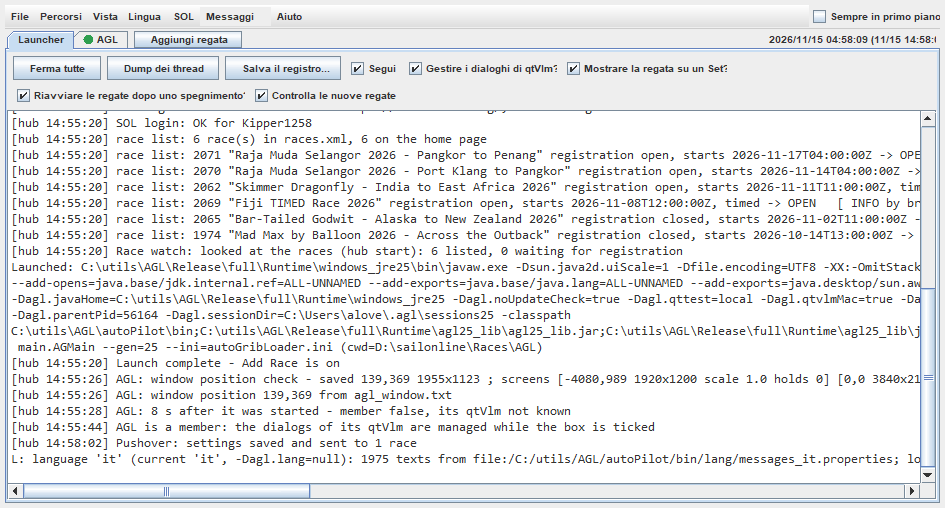 File Percorsi Vista Lingua SOL Messaggi Aiuto Sempre in primo piano
Launcher AGL Aggiungi regata 2026/11/15 04:58:09 (11/15 14:58:
Ferma tutte Dump dei thread Salva il registro... Segui Gestire i dialoghi di qtVlm? Mostrare la regata su un Set?
Riavviare le regate dopo uno spegnimento' Controlla le nuove regate
[hub 14:55:20] SOL login: OK for Kipper1258
[hub 14:55:20] race list: 6 race(s) in races.xml, 6 on the home page
[hub 14:55:20] race list: 2071 "Raja Muda Selangor 2026 - Pangkor to Penang" registration open, starts 2026-11-17T04:00:00Z -> OPE
[hub 14:55:20] race list: 2070 "Raja Muda Selangor 2026 - Port Klang to Pangkor" registration open, starts 2026-11-14T04:00:00Z ->
[hub 14:55:20] race list: 2062 "Skimmer Dragonfly - India to East Africa 2026" registration open, starts 2026-11-11T11:00:00Z, tim
[hub 14:55:20] race list: 2069 "Fiji TIMED Race 2026" registration open, starts 2026-11-08T12:00:00Z, timed -> OPEN [ INFO by br
[hub 14:55:20] race list: 2065 "Bar-Tailed Godwit - Alaska to New Zealand 2026" registration closed, starts 2026-11-02T11:00:00Z -
[hub 14:55:20] race list: 1974 "Mad Max by Balloon 2026 - Across the Outback" registration closed, starts 2026-10-14T13:00:00Z ->
[hub 14:55:20] Race watch: looked at the races (hub start): 6 listed, 0 waiting for registration
Launched: C:\utils\AGL\Release\full\Runtime\windows_jre25\bin\javaw.exe -Dsun.java2d.uiScale=1 -Dfile.encoding=UTF8 -XX:-OmitStack
--add-opens=java.base/jdk.internal.ref=ALL-UNNAMED --add-exports=java.base/java.lang=ALL-UNNAMED --add-exports=java.desktop/sun.aw
-Dagl.javaHome=C:\utils\AGL\Release\full\Runtime\windows_jre25 -Dagl.noUpdateCheck=true -Dagl.qttest=local -Dagl.qtvlmMac=true -Da
-Dagl.parentPid=56164 -Dagl.sessionDir=C:\Users\alove\.agl\sessions25 -classpath
C:\utils\AGL\autoPilot\bin;C:\utils\AGL\Release\full\Runtime\agl25_lib\agl25_lib.jar;C:\utils\AGL\Release\full\Runtime\agl25_lib\j
main.AGMain --gen=25 --ini=autoGribLoader.ini (cwd=D:\sailonline\Races\AGL)
[hub 14:55:20] Launch complete - Add Race is on
[hub 14:55:26] AGL: window position check - saved 139,369 1955x1123 ; screens [-4080,989 1920x1200 scale 1.0 holds 0] [0,0 3840x21
[hub 14:55:26] AGL: window position 139,369 from agl_window.txt
[hub 14:55:28] AGL: 8 s after it was started - member false, its qtVlm not known
[hub 14:55:44] AGL is a member: the dialogs of its qtVlm are managed while the box is ticked
[hub 14:58:02] Pushover: settings saved and sent to 1 race
L: language 'it' (current 'it', -Dagl.lang=null): 1975 texts from file:/C:/utils/AGL/autoPilot/bin/lang/messages_it.properties; lo